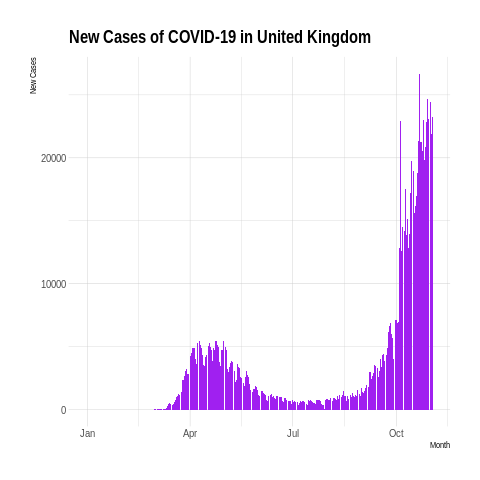 New Cases of COVID-19 in United Kingdom
New Cases
20000
10000
0
Jan Apr Jul Oct
Month